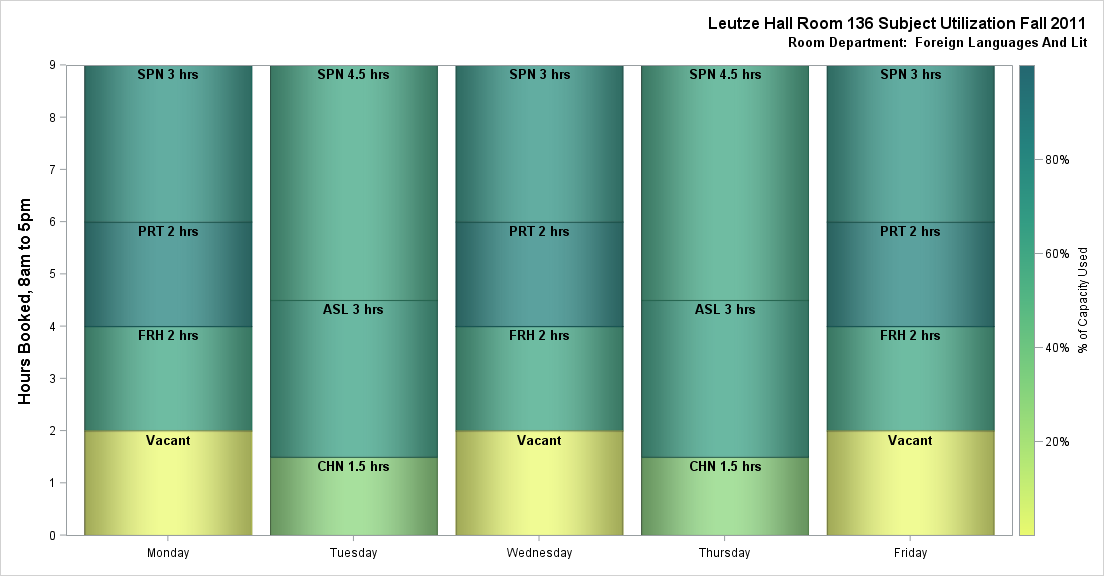 Leutze Hall Room 136 Subject Utilization Fall 2011
Room Department:  Foreign Languages And Lit
Hours Booked, 8am to 5pm
9
8
7
6
5
4
3
2
1
0
SPN 3 hrs
PRT 2 hrs
FRH 2 hrs
Vacant
SPN 4.5 hrs
ASL 3 hrs
CHN 1.5 hrs
SPN 3 hrs
PRT 2 hrs
FRH 2 hrs
Vacant
SPN 4.5 hrs
ASL 3 hrs
CHN 1.5 hrs
SPN 3 hrs
PRT 2 hrs
FRH 2 hrs
Vacant
Monday
Tuesday
Wednesday
Thursday
Friday
80%
60%
40%
20%
% of Capacity Used